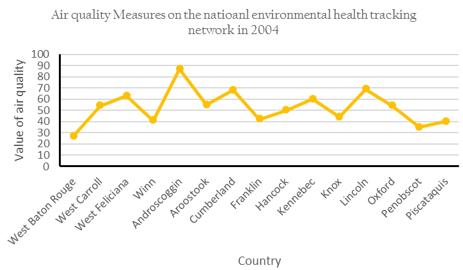 Air quality Measures on the natioanl environmental health tracking
network in 2004
Value of air quality
100
90
80
70
60
50
40
30
20
10
0
West Baton Rouge
West Carroll
West Feliciana
Winn
Androscoggin
Aroostook
Cumberland
Franklin
Hancock
Kennebec
Knox
Lincoln
Oxford
Penobscot
Piscataquis
Country